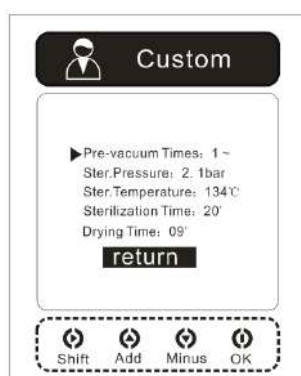 Custom
Pre-vacuum Times: 1 ~
Ster.Pressure: 2. 1bar
Ster.Temperature: 134℃
Sterilization Time: 20'
Drying Time: 09'
return
Shift Add Minus OK